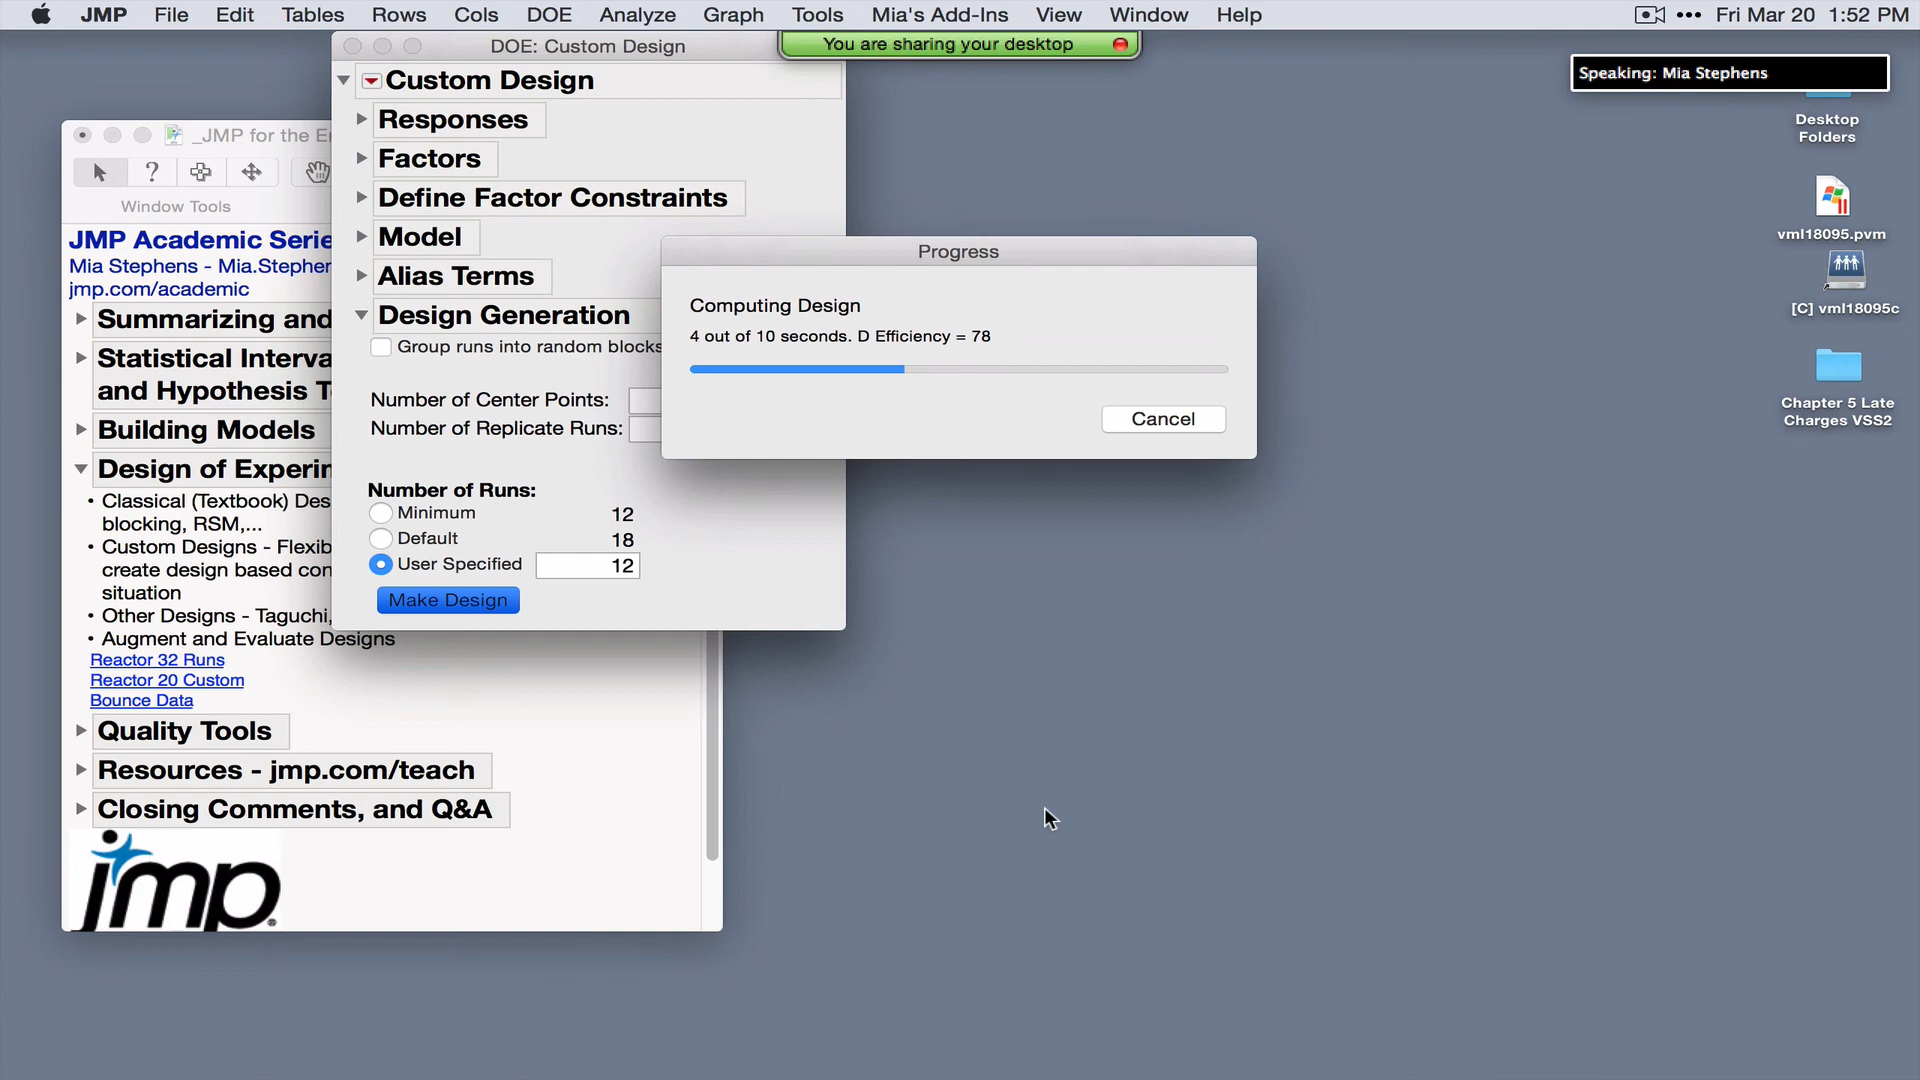 JMP File Edit Tables Rows Cols DOE Analyze Graph Tools Mia's Add-Ins View Window Help Fri Mar 20 1:52 PM
DOE: Custom Design
You are sharing your desktop
Speaking: Mia Stephens
Custom Design
Responses
Factors
Define Factor Constraints
Model
Alias Terms
Design Generation
Group runs into random blocks
Number of Center Points:
Number of Replicate Runs:
Number of Runs:
Minimum 12
Default 18
User Specified 12
Make Design
Progress
Computing Design
4 out of 10 seconds. D Efficiency = 78
Cancel
_JMP for the
?
Window Tools
JMP Academic Serie
Mia Stephens - Mia.Stepher
jmp.com/academic
Summarizing and
Statistical Interva
and Hypothesis
Building Models
Design of Experin
• Classical (Textbook) Des
blocking, RSM,...
• Custom Designs - Flexib
create design based con
situation
• Other Designs - Taguchi,
• Augment and Evaluate Designs
Reactor 32 Runs
Reactor 20 Custom
Bounce Data
Quality Tools
Resources - jmp.com/teach
Closing Comments, and Q&A
jmp
Desktop
Folders
vml18095.pvm
[C] vml18095c
Chapter 5 Late
Charges VSS2